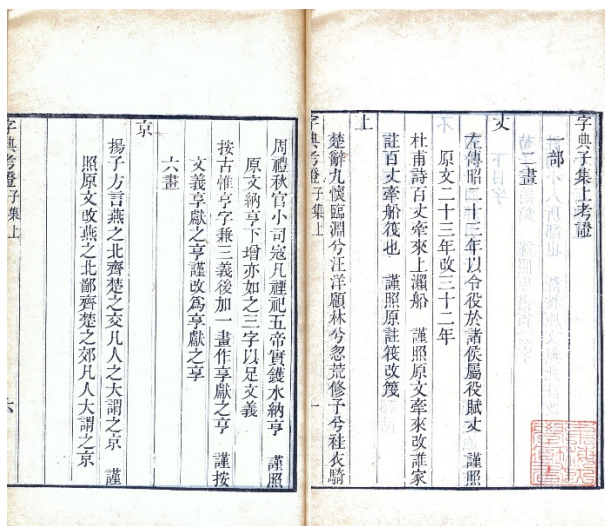 字典子集上考證
一部
二畫
丈
左傳昭二十三年以令役於諸侯屬役賦丈　謹照
原文二十三年改三十二年
杜甫詩百丈牽來上瀨船　謹照原文牽來改誰家
註百丈牽船筏也　謹照原註筏改筊
上
楚辭九懷臨淵兮汪洋顧林兮忽荒修予兮袿衣騎
字典考證子集上
一
周禮秋官小司寇凡禋祀五帝實鑊水納亨　謹照
原文納亨下增亦如之三字以足文義
按古惟亨字兼三義後加一畫作亨獻之亨　謹按
文義亨獻之亨謹改爲享獻之享
六畫
京
揚子方言燕之北齊楚之交凡人之大謂之京　謹
照原文改燕之北鄙齊楚之郊凡人大謂之京
字典考證子集上
六